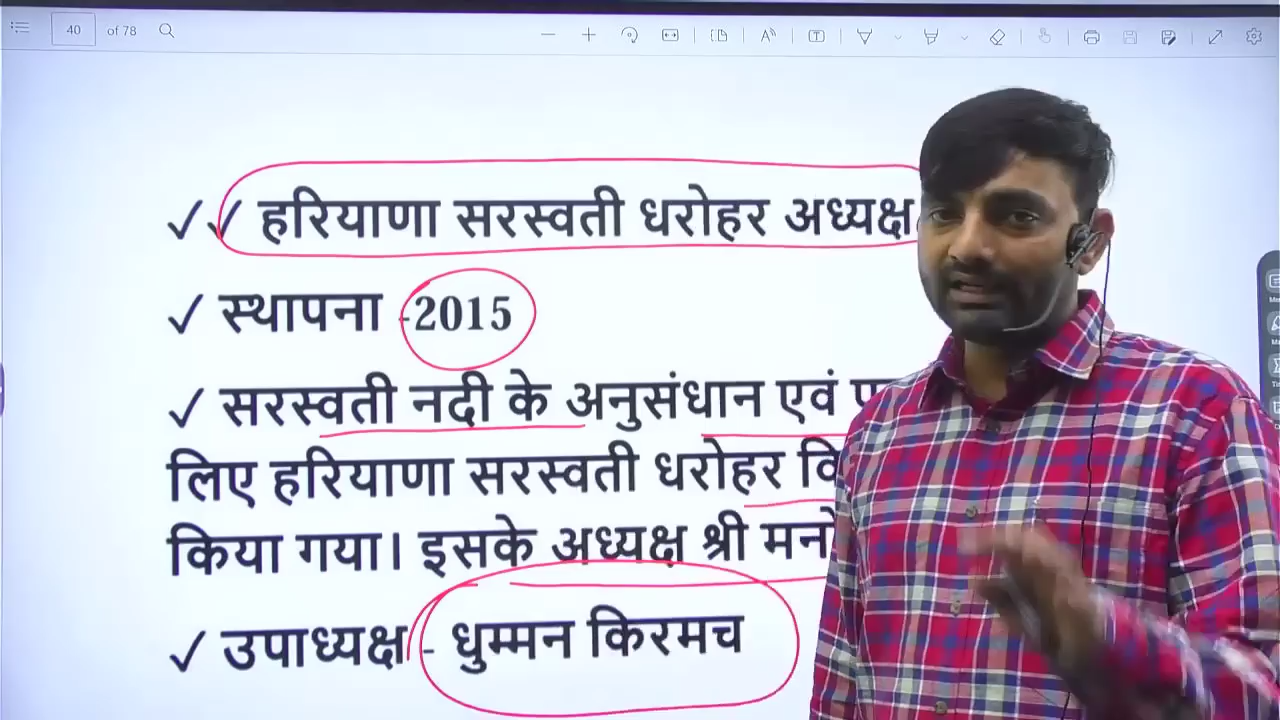 40 of 78
✓✓ हरियाणा सरस्वती धरोहर अध्यक्ष
✓ स्थापना -2015
✓ सरस्वती नदी के अनुसंधान एवं
लिए हरियाणा सरस्वती धरोहर
किया गया। इसके अध्यक्ष श्री
✓ उपाध्यक्ष - धुम्मन किरमच